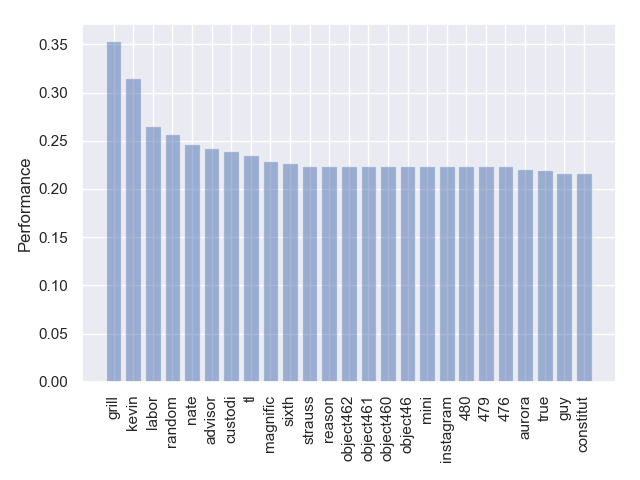 Performance
0.35
0.30
0.25
0.20
0.15
0.10
0.05
0.00
grill
kevin
labor
random
nate
advisor
custodi
tl
magnific
sixth
strauss
reason
object462
object461
object460
object46
mini
instagram
480
479
476
aurora
true
guy
constitut